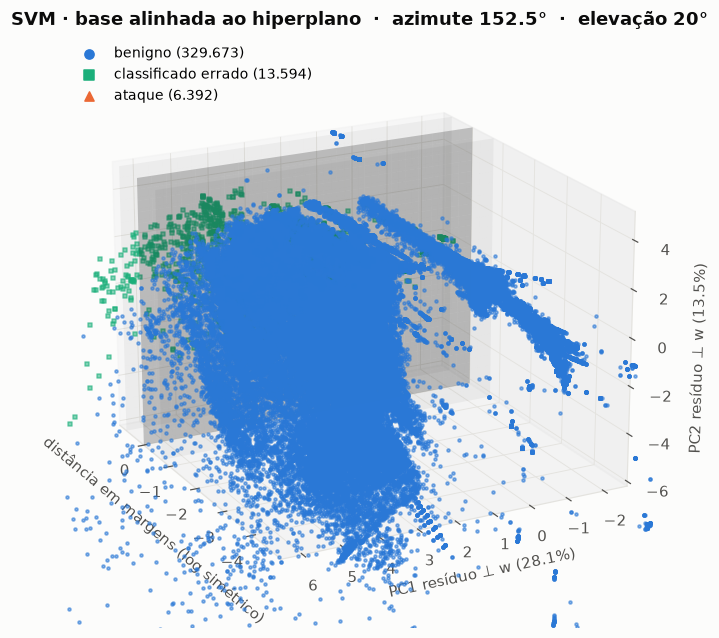 SVM · base alinhada ao hiperplano · azimute 152.5° · elevação 20°
benigno (329.673)
classificado errado (13.594)
ataque (6.392)
4
2
0
−2
−4
−6
PC2 resíduo ⊥ w (13.5%)
0
−1
−2
−3
−4
distância em margens (log simétrico)
6
5
4
3
2
1
0
−1
−2
PC1 resíduo ⊥ w (28.1%)